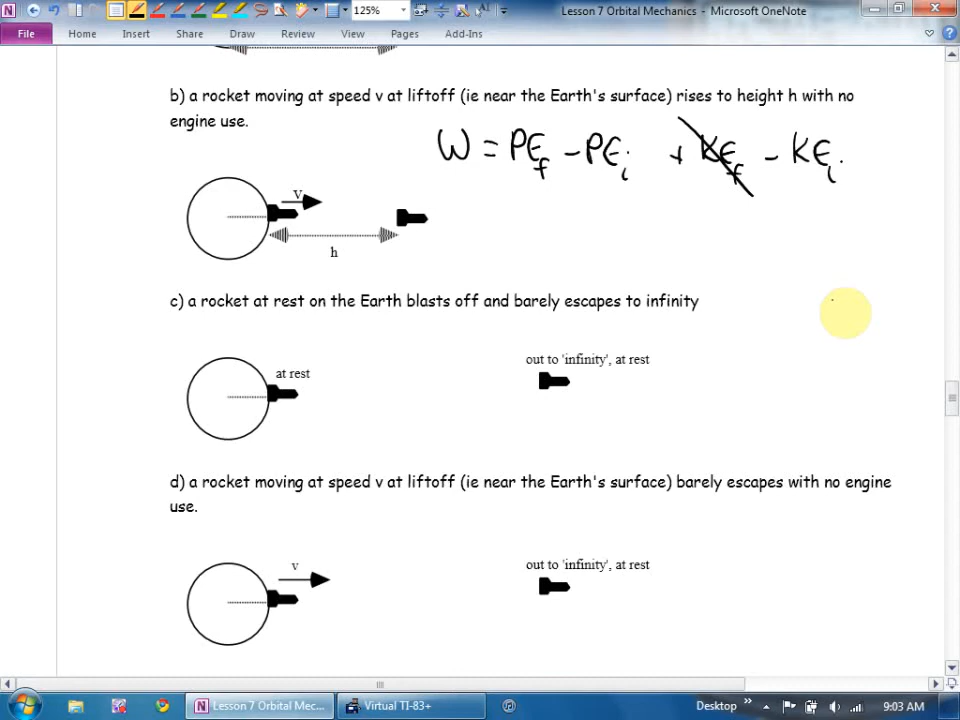 Lesson 7 Orbital Mechanics - Microsoft OneNote
125%
File Home Insert Share Draw Review View Pages Add-Ins
b) a rocket moving at speed v at liftoff (ie near the Earth's surface) rises to height h with no
engine use.
W = PE_f - PE_i + KE_f - KE_i
v
h
c) a rocket at rest on the Earth blasts off and barely escapes to infinity
out to 'infinity', at rest
at rest
d) a rocket moving at speed v at liftoff (ie near the Earth's surface) barely escapes with no engine
use.
v
out to 'infinity', at rest
Lesson 7 Orbital Mec... Virtual TI-83+ Desktop 9:03 AM